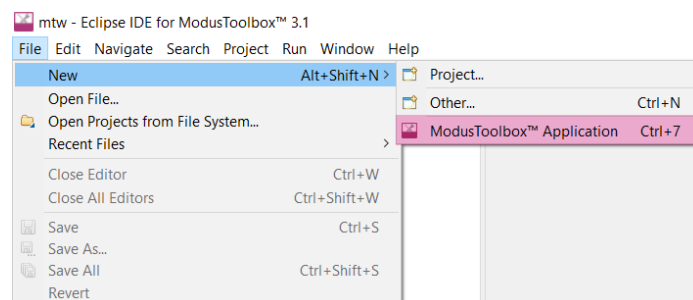 mtw - Eclipse IDE for ModusToolbox™ 3.1
File Edit Navigate Search Project Run Window Help
New Alt+Shift+N >
Project...
Open File...
Other... Ctrl+N
Open Projects from File System...
ModusToolbox™ Application Ctrl+7
Recent Files >
Close Editor Ctrl+W
Close All Editors Ctrl+Shift+W
Save Ctrl+S
Save As...
Save All Ctrl+Shift+S
Revert